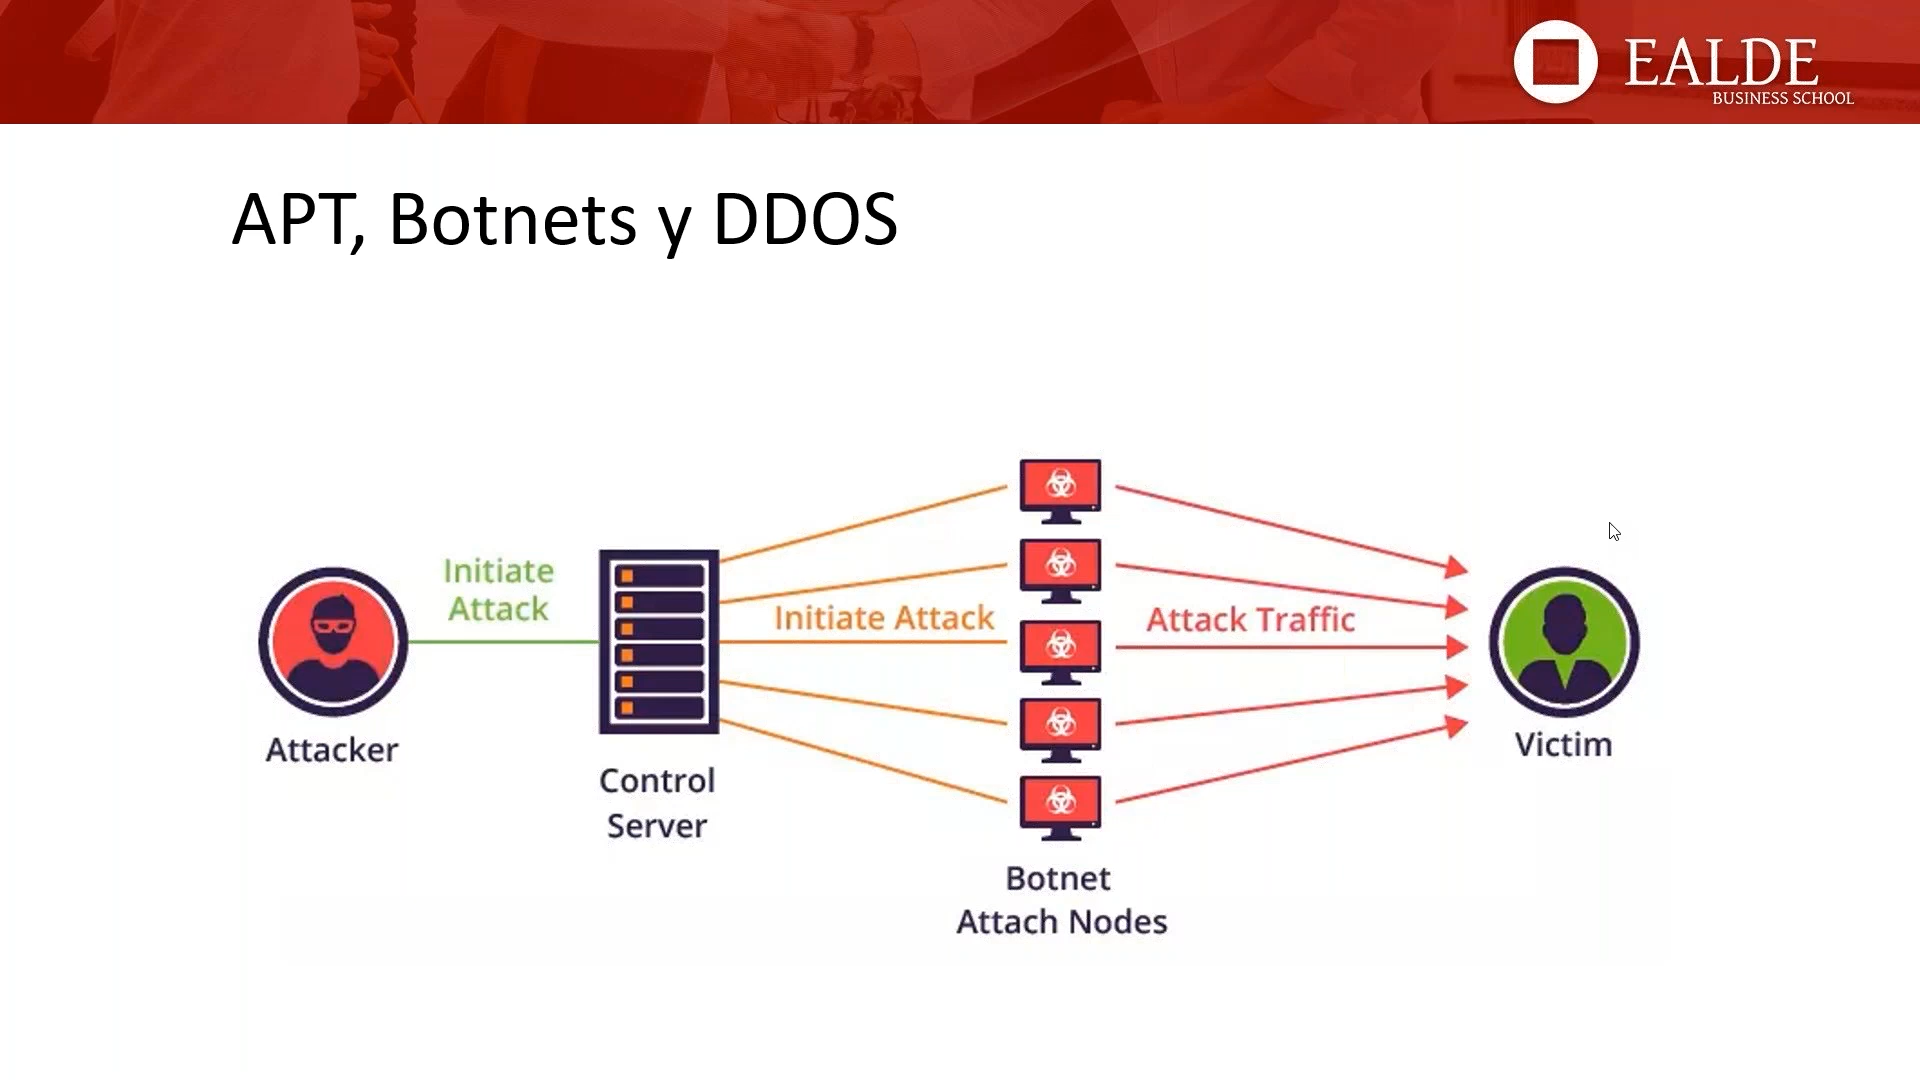 EALDE
BUSINESS SCHOOL
APT, Botnets y DDOS
Initiate
Attack
Initiate Attack
Attack Traffic
Attacker
Control
Server
Victim
Botnet
Attach Nodes